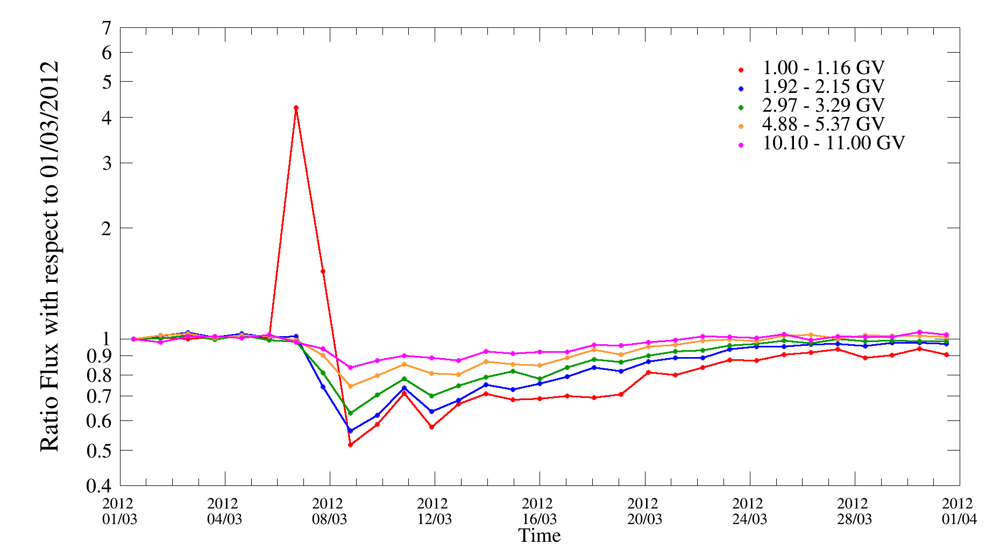 Ratio Flux with respect to 01/03/2012
7
6
5
4
3
2
1
0.9
0.8
0.7
0.6
0.5
0.4
1.00 - 1.16 GV
1.92 - 2.15 GV
2.97 - 3.29 GV
4.88 - 5.37 GV
10.10 - 11.00 GV
2012 2012 2012 2012 2012 2012 2012 2012 2012
01/03 04/03 08/03 12/03 16/03 20/03 24/03 28/03 01/04
Time